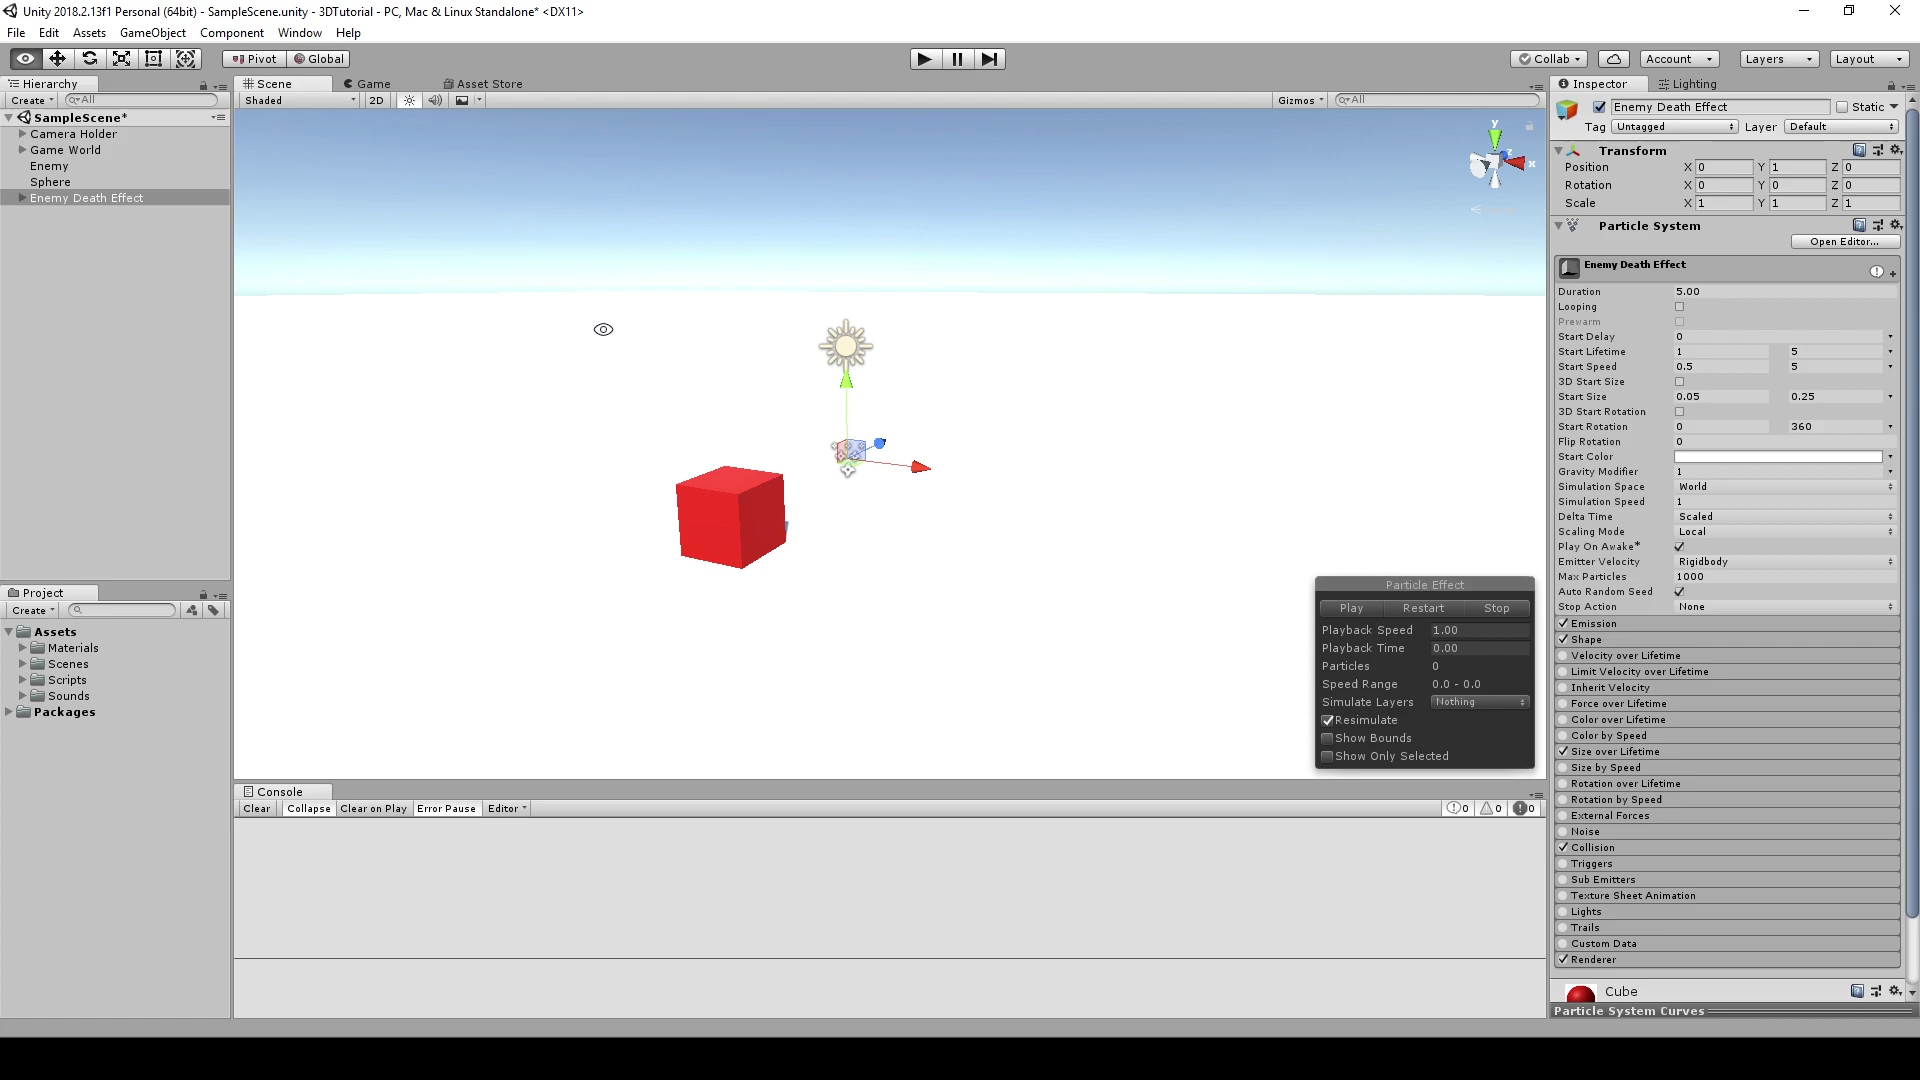 Unity 2018.2.13f1 Personal (64bit) - SampleScene.unity - 3DTutorial - PC, Mac & Linux Standalone* <DX11>
File Edit Assets GameObject Component Window Help
Pivot Global Collab Account Layers Layout
Hierarchy
Create All
SampleScene*
Camera Holder
Game World
Enemy
Sphere
Enemy Death Effect
Project
Create
Assets
Materials
Scenes
Scripts
Sounds
Packages
Scene Game Asset Store
Shaded 2D Gizmos All
y
z
x
Particle Effect
Play Restart Stop
Playback Speed 1.00
Playback Time 0.00
Particles 0
Speed Range 0.0 - 0.0
Simulate Layers Nothing
Resimulate
Show Bounds
Show Only Selected
Console
Clear Collapse Clear on Play Error Pause Editor 0 0 0
Inspector Lighting
Enemy Death Effect Static
Tag Untagged Layer Default
Transform
Position X 0 Y 1 Z 0
Rotation X 0 Y 0 Z 0
Scale X 1 Y 1 Z 1
Particle System
Open Editor...
Enemy Death Effect
Duration 5.00
Looping
Prewarm
Start Delay 0
Start Lifetime 1 5
Start Speed 0.5 5
3D Start Size
Start Size 0.05 0.25
3D Start Rotation
Start Rotation 0 360
Flip Rotation 0
Start Color
Gravity Modifier 1
Simulation Space World
Simulation Speed 1
Delta Time Scaled
Scaling Mode Local
Play On Awake*
Emitter Velocity Rigidbody
Max Particles 1000
Auto Random Seed
Stop Action None
Emission
Shape
Velocity over Lifetime
Limit Velocity over Lifetime
Inherit Velocity
Force over Lifetime
Color over Lifetime
Color by Speed
Size over Lifetime
Size by Speed
Rotation over Lifetime
Rotation by Speed
External Forces
Noise
Collision
Triggers
Sub Emitters
Texture Sheet Animation
Lights
Trails
Custom Data
Renderer
Cube
Particle System Curves